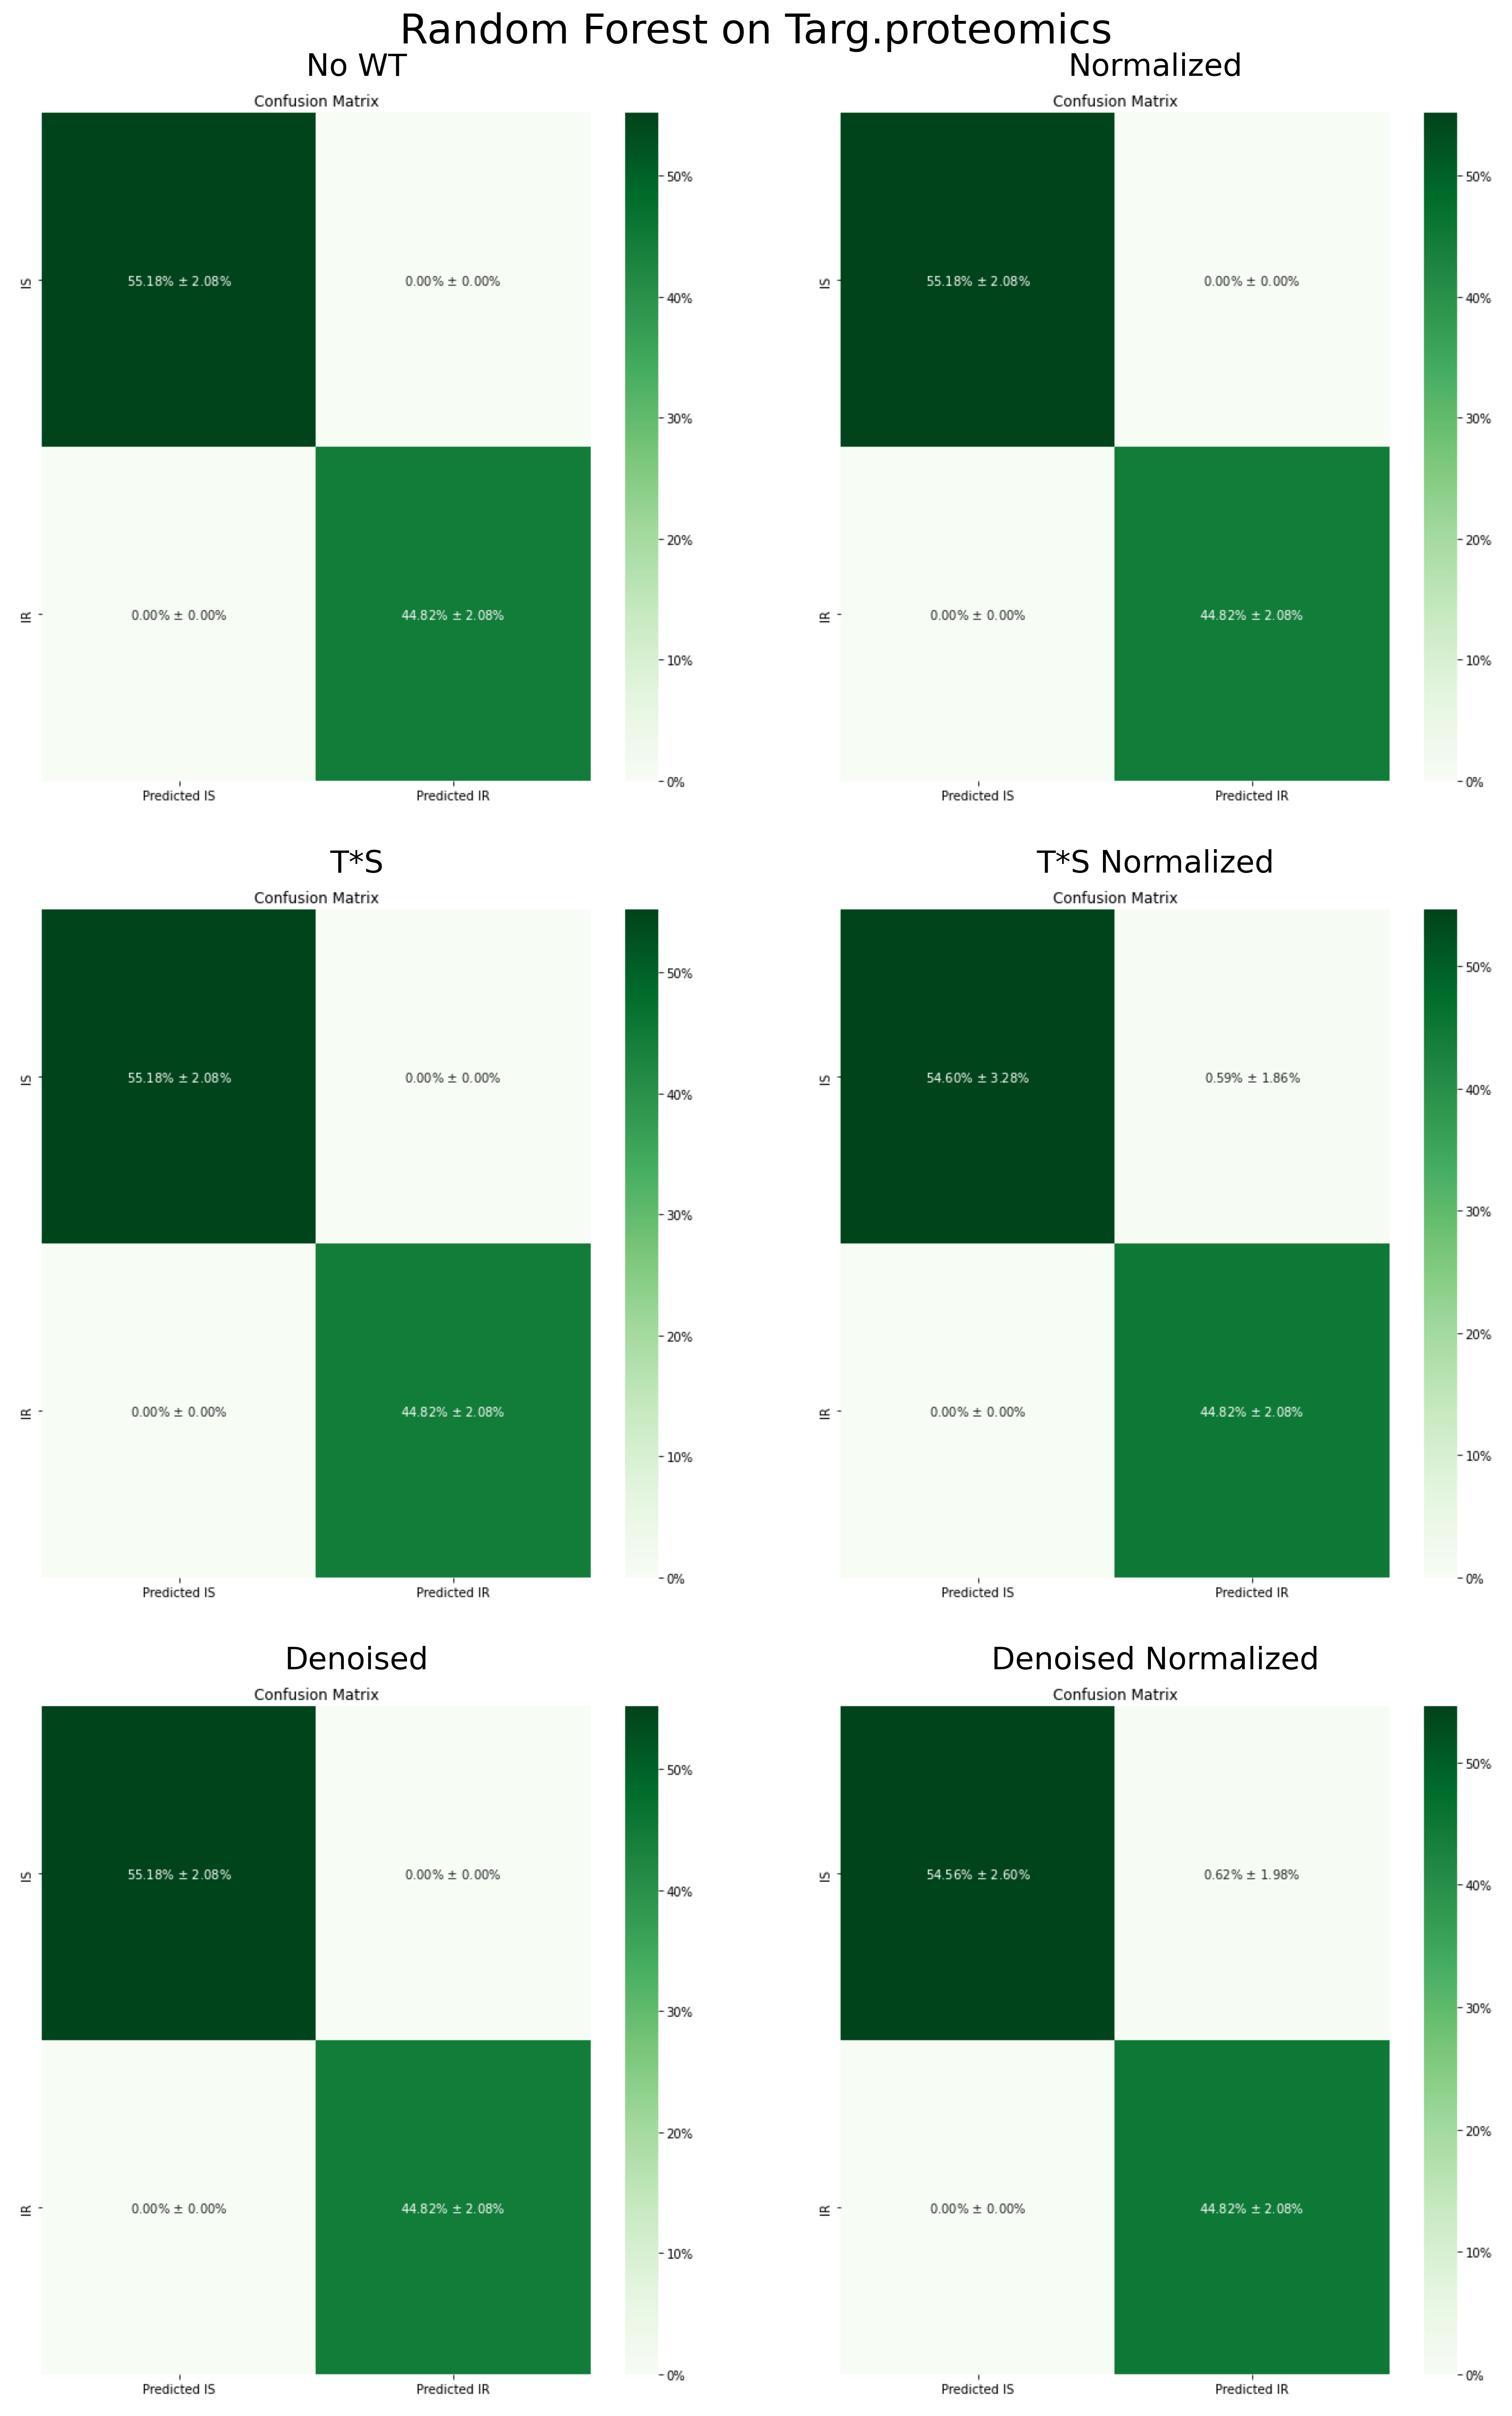 Random Forest on Targ.proteomics
No WT
Confusion Matrix
50%
40%
30%
20%
10%
0%
IS
IR
55.18% ± 2.08%
0.00% ± 0.00%
0.00% ± 0.00%
44.82% ± 2.08%
Predicted IS
Predicted IR
Normalized
Confusion Matrix
50%
40%
30%
20%
10%
0%
IS
IR
55.18% ± 2.08%
0.00% ± 0.00%
0.00% ± 0.00%
44.82% ± 2.08%
Predicted IS
Predicted IR
T*S
Confusion Matrix
50%
40%
30%
20%
10%
0%
IS
IR
55.18% ± 2.08%
0.00% ± 0.00%
0.00% ± 0.00%
44.82% ± 2.08%
Predicted IS
Predicted IR
T*S Normalized
Confusion Matrix
50%
40%
30%
20%
10%
0%
IS
IR
54.60% ± 3.28%
0.59% ± 1.86%
0.00% ± 0.00%
44.82% ± 2.08%
Predicted IS
Predicted IR
Denoised
Confusion Matrix
50%
40%
30%
20%
10%
0%
IS
IR
55.18% ± 2.08%
0.00% ± 0.00%
0.00% ± 0.00%
44.82% ± 2.08%
Predicted IS
Predicted IR
Denoised Normalized
Confusion Matrix
50%
40%
30%
20%
10%
0%
IS
IR
54.56% ± 2.60%
0.62% ± 1.98%
0.00% ± 0.00%
44.82% ± 2.08%
Predicted IS
Predicted IR